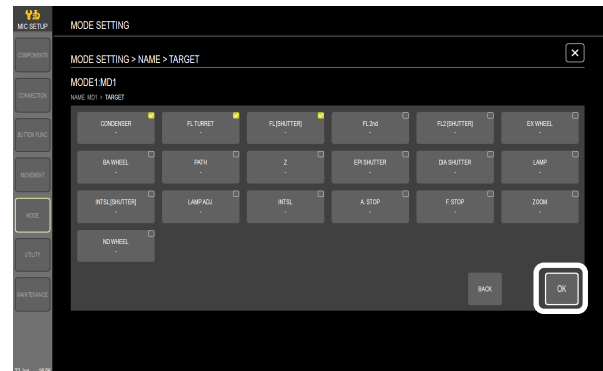 MIC SETUP
MODE SETTING
COMPONENTS
MODE SETTING > NAME > TARGET
×
MODE1:MD1
NAME MD1 > TARGET
CONNECTION
CONDENSER
-
FL TURRET
-
FL[SHUTTER]
-
FL 2nd
-
FL2[SHUTTER]
-
EX WHEEL
-
BUTTON FUNC.
BA WHEEL
-
PATH
-
Z
-
EPI SHUTTER
-
DIA SHUTTER
-
LAMP
-
MOVEMENT
INTSL[SHUTTER]
-
LAMP ADJ.
-
INTSL
-
A. STOP
-
F. STOP
-
ZOOM
-
MODE
ND WHEEL
-
UTILITY
MAINTENANCE
BACK
OK